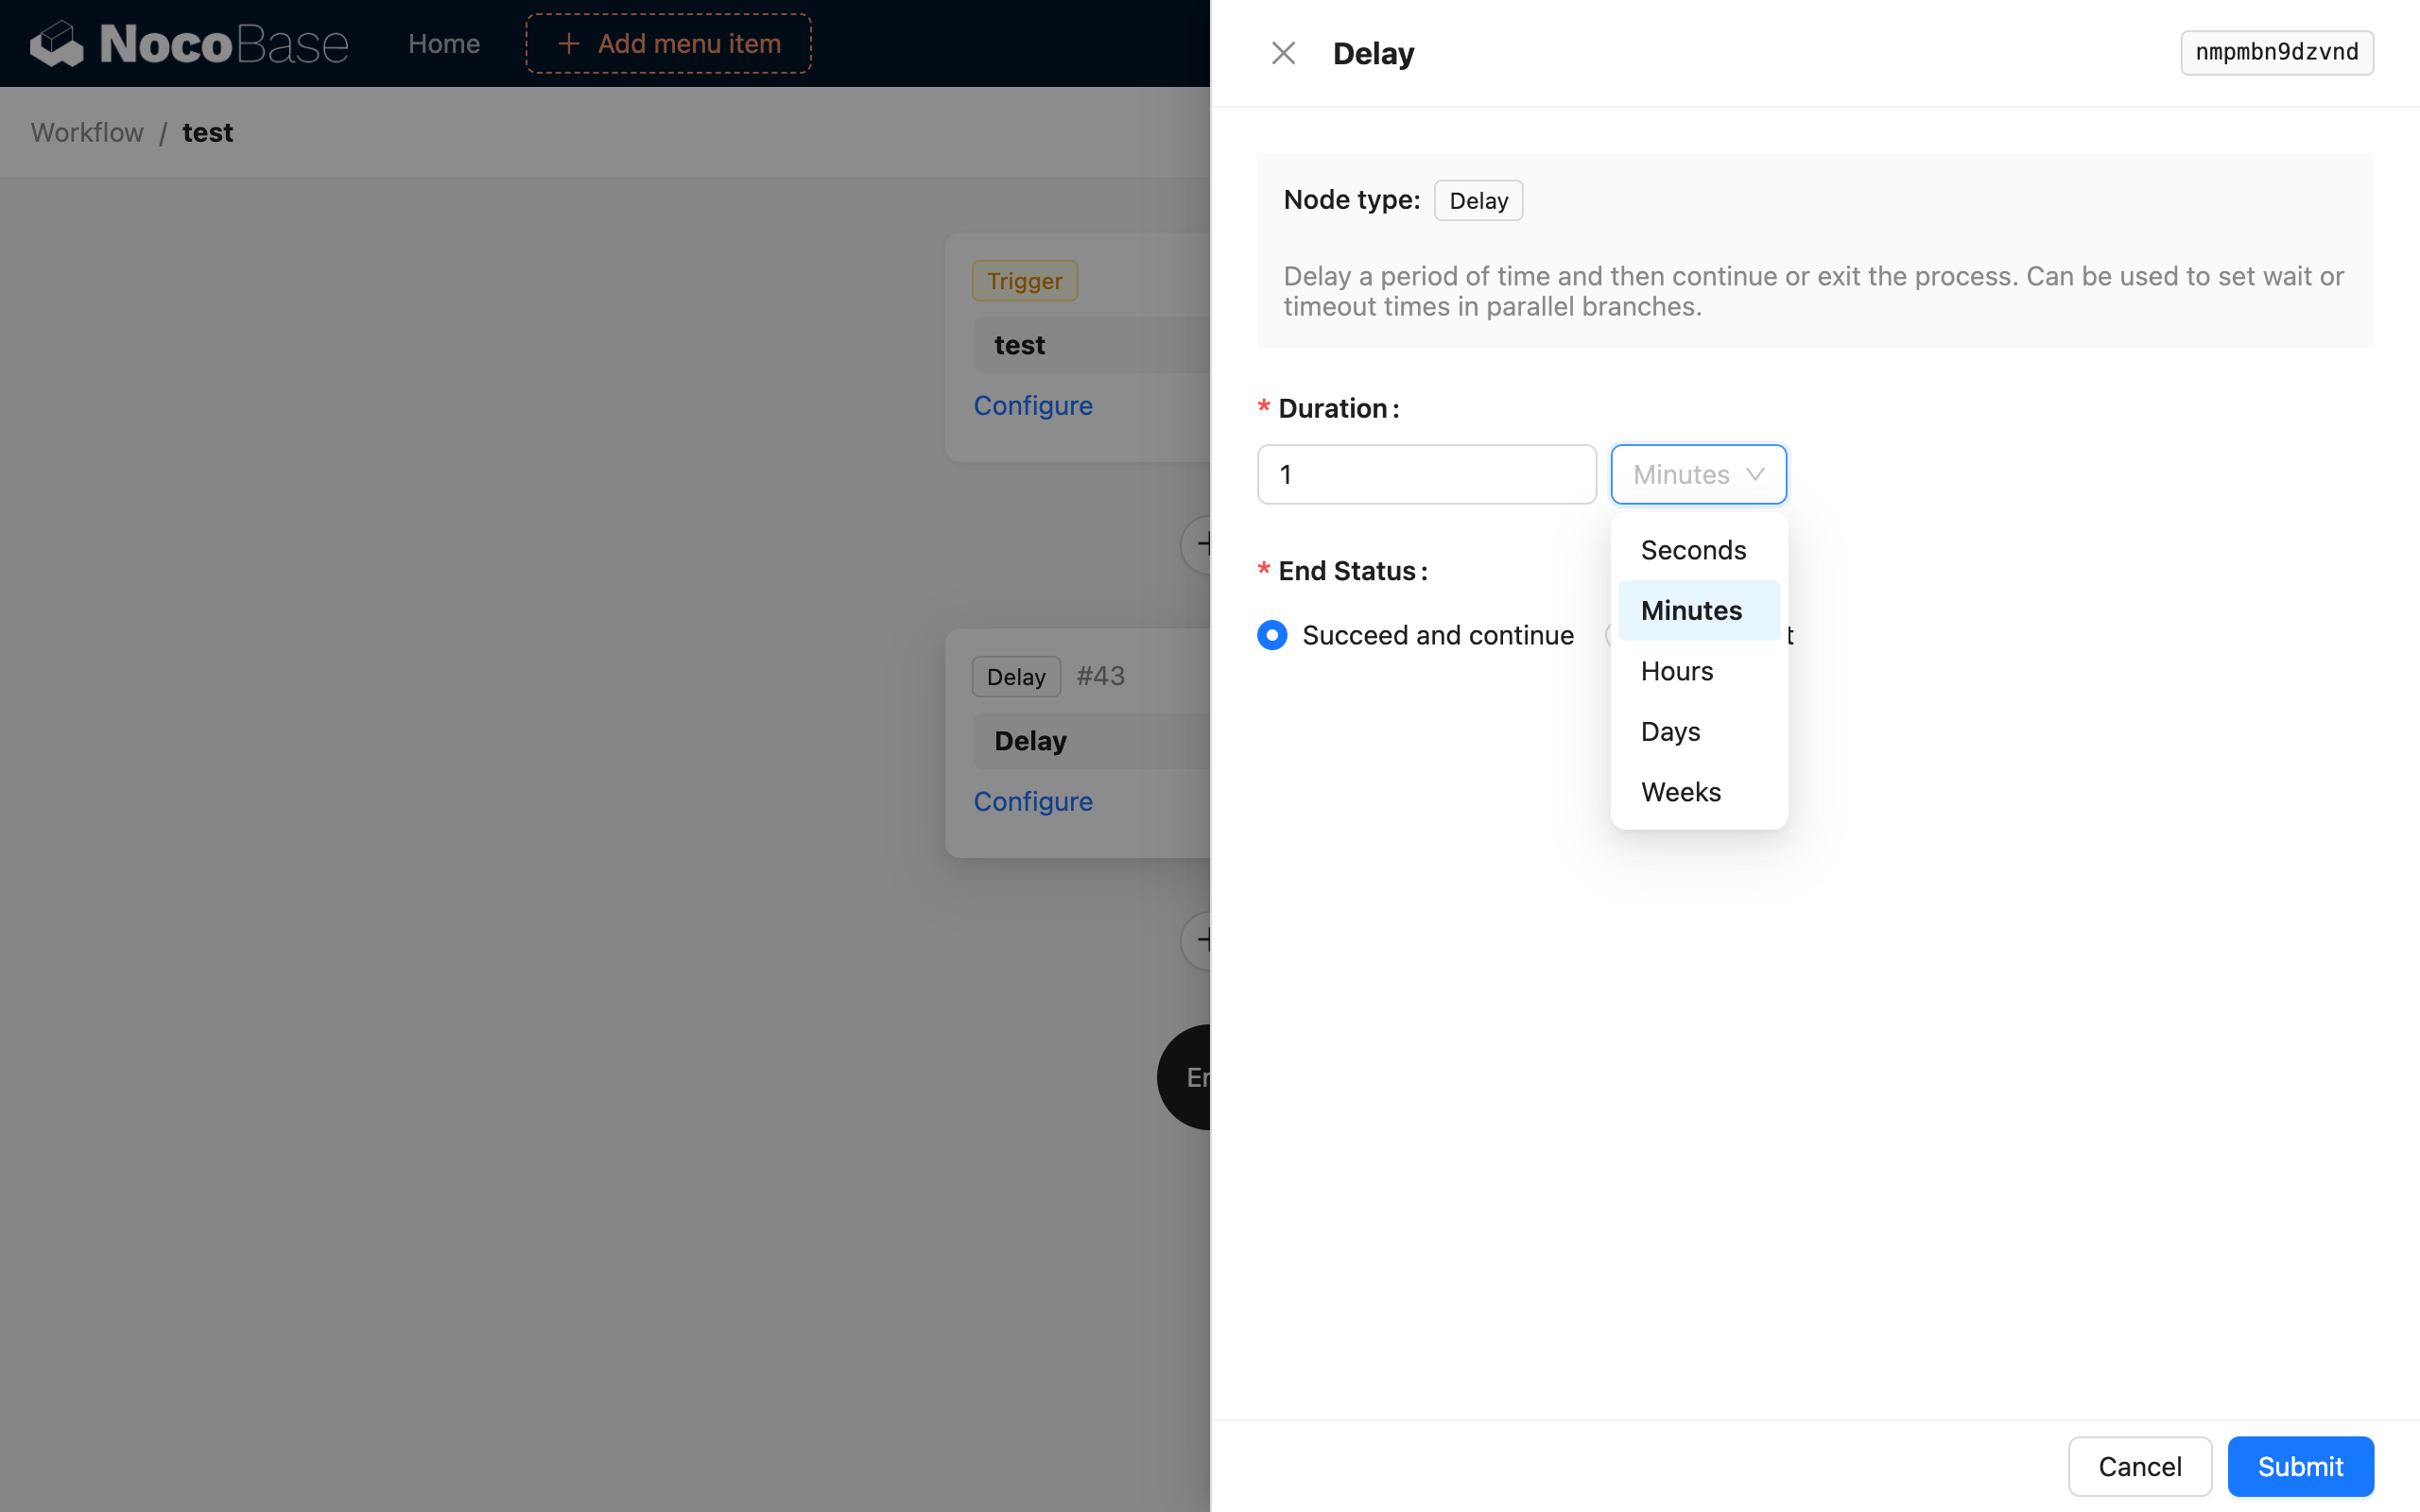 NocoBase
Home
+ Add menu item
Workflow / test
Trigger
test
Configure
Delay #43
Delay
Configure
Delay
nmpmbn9dzvnd
Node type: Delay
Delay a period of time and then continue or exit the process. Can be used to set wait or
timeout times in parallel branches.
* Duration:
1
Minutes
Seconds
Minutes
Hours
Days
Weeks
* End Status:
Succeed and continue
Cancel
Submit